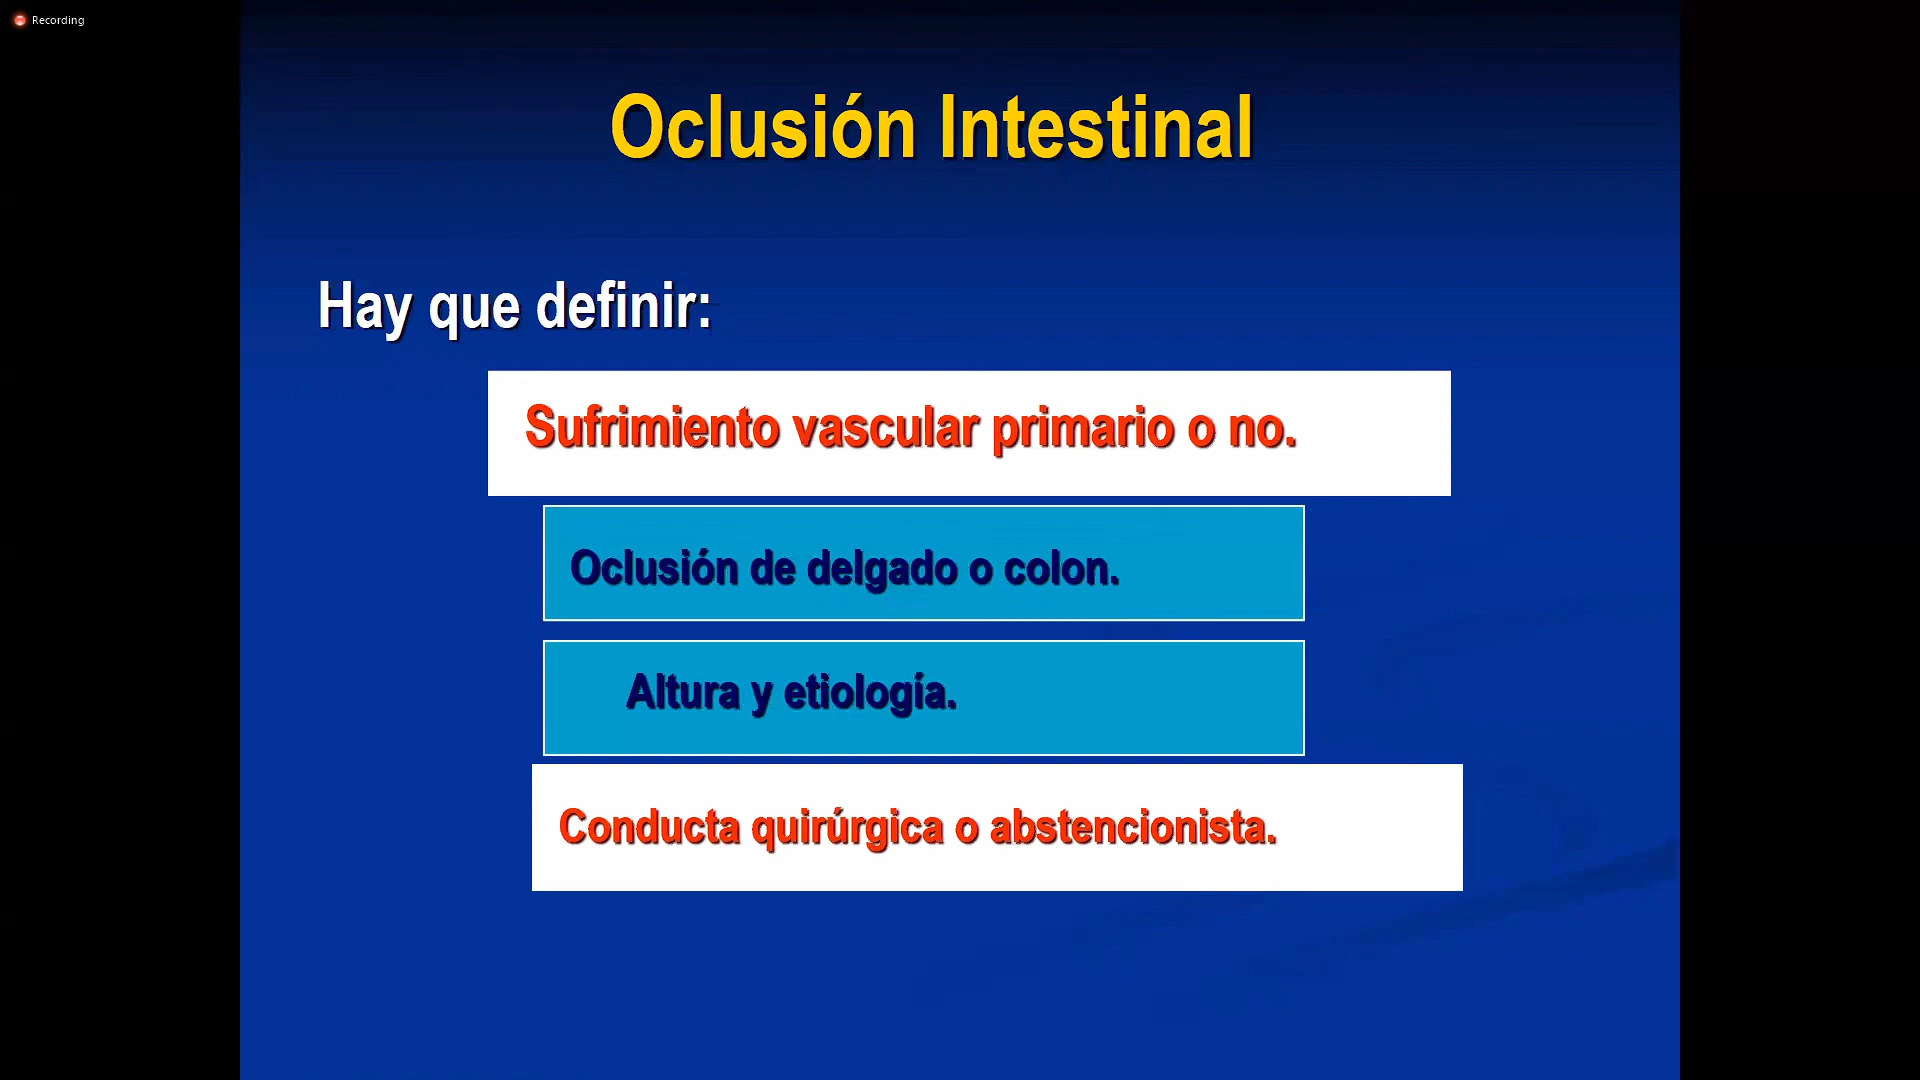 Recording
Oclusión Intestinal
Hay que definir:
Sufrimiento vascular primario o no.
Oclusión de delgado o colon.
Altura y etiología.
Conducta quirúrgica o abstencionista.